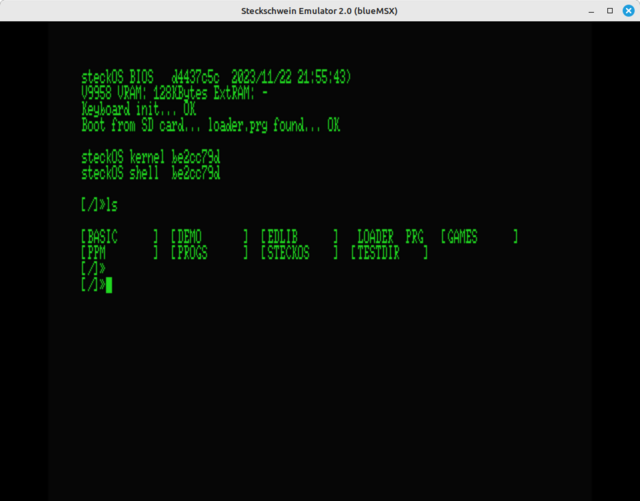 Steckschwein Emulator 2.0 (blueMSX)
steckOS BIOS   d4437c5c  2023/11/22 21:55:43)
V9958 VRAM: 128KBytes ExtRAM: -
Keyboard init... OK
Boot from SD card... loader.prg found... OK
steckOS kernel be2cc79d
steckOS shell  be2cc79d
[/]»ls
[BASIC      ] [DEMO       ] [EDLIB      ]   LOADER  PRG  [GAMES      ]
[PPM        ] [PROGS      ] [STECKOS    ] [TESTDIR    ]
[/]»
[/]»